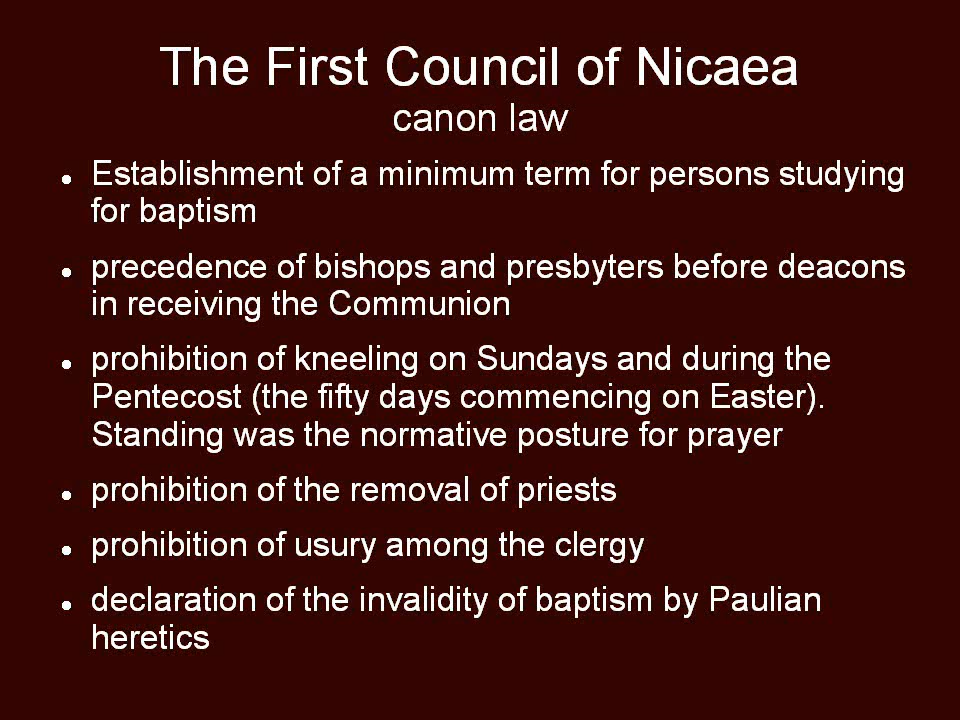 The First Council of Nicaea
canon law
● Establishment of a minimum term for persons studying
for baptism
● precedence of bishops and presbyters before deacons
in receiving the Communion
● prohibition of kneeling on Sundays and during the
Pentecost (the fifty days commencing on Easter).
Standing was the normative posture for prayer
● prohibition of the removal of priests
● prohibition of usury among the clergy
● declaration of the invalidity of baptism by Paulian
heretics